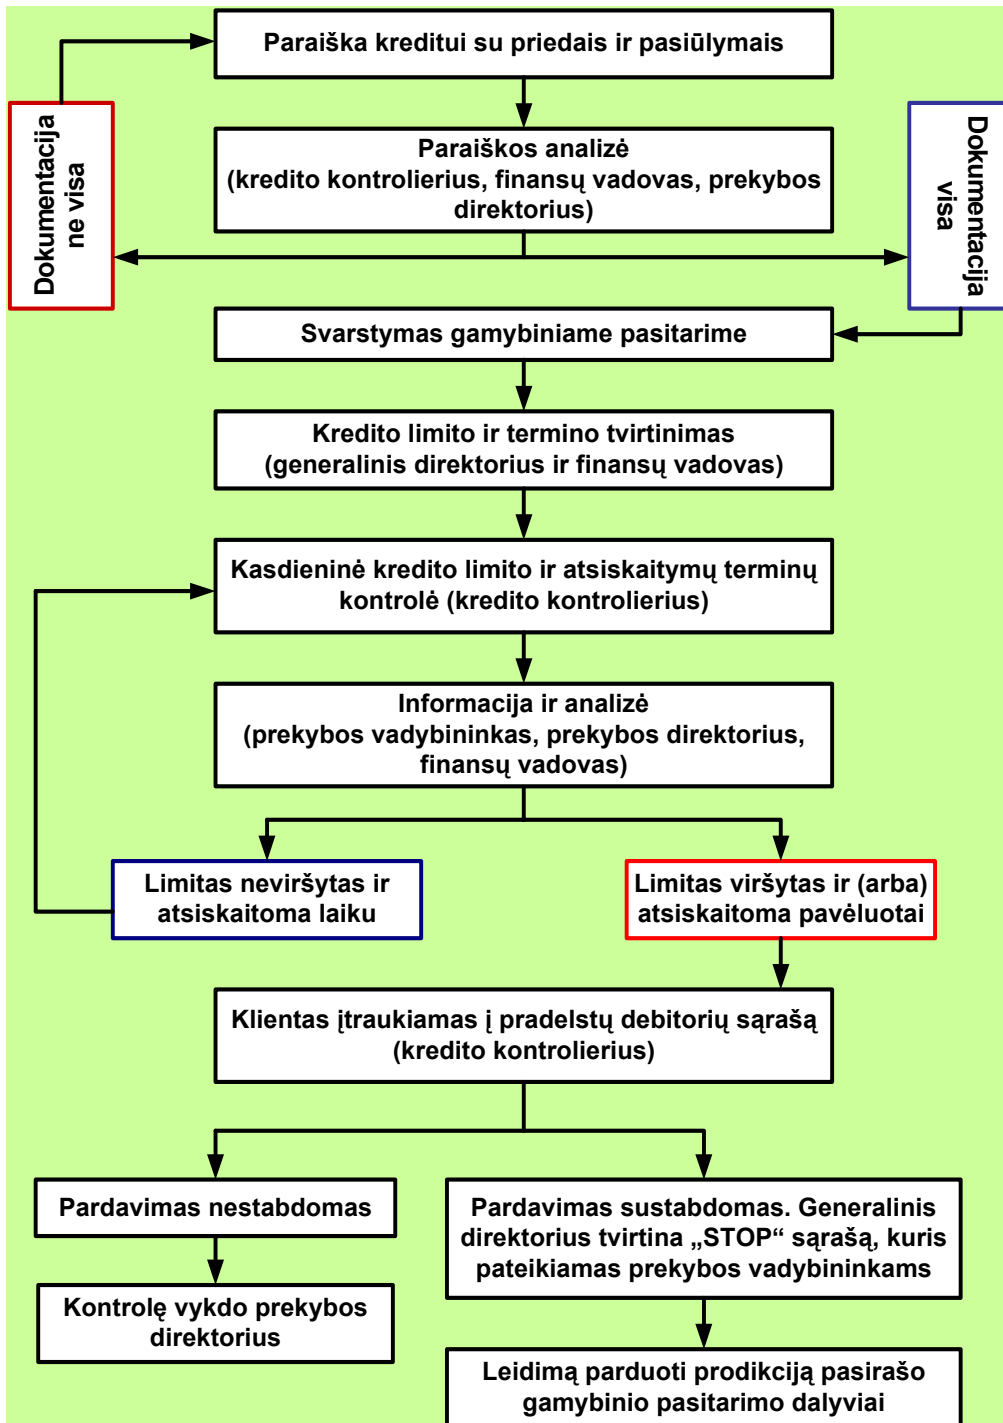 Paraiška kreditui su priedais ir pasiūlymais
Dokumentacija
ne visa
Paraiškos analizė
(kredito kontrolierius, finansų vadovas, prekybos
direktorius)
Dokumentacija
visa
Svarstymas gamybiniame pasitarime
Kredito limito ir termino tvirtinimas
(generalinis direktorius ir finansų vadovas)
Kasdieninė kredito limito ir atsiskaitymų terminų
kontrolė (kredito kontrolierius)
Informacija ir analizė
(prekybos vadybininkas, prekybos direktorius,
finansų vadovas)
Limitas neviršytas ir
atsiskaitoma laiku
Limitas viršytas ir (arba)
atsiskaitoma pavėluotai
Klientas įtraukiamas į pradelstų debitorių sąrašą
(kredito kontrolierius)
Pardavimas nestabdomas
Pardavimas sustabdomas. Generalinis
direktorius tvirtina „STOP“ sąrašą, kuris
pateikiamas prekybos vadybininkams
Kontrolę vykdo prekybos
direktorius
Leidimą parduoti prodikciją pasirašo
gamybinio pasitarimo dalyviai